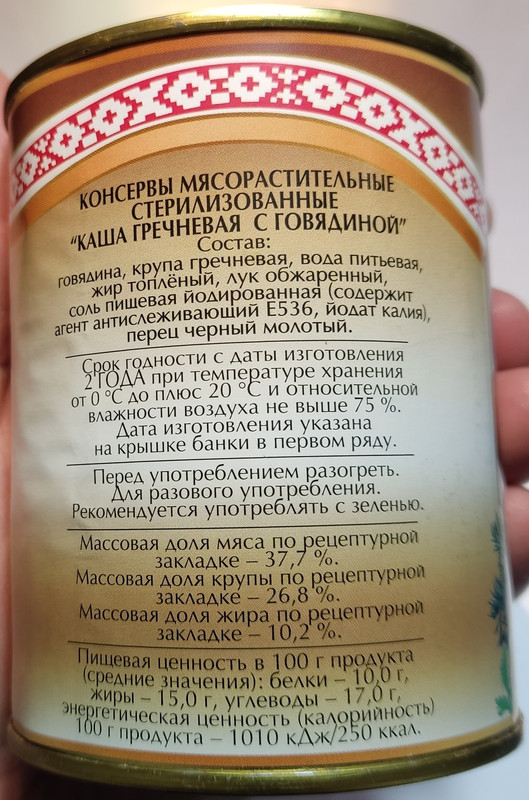 КОНСЕРВЫ МЯСОРАСТИТЕЛЬНЫЕ
СТЕРИЛИЗОВАННЫЕ
"КАША ГРЕЧНЕВАЯ С ГОВЯДИНОЙ"
Состав:
говядина, крупа гречневая, вода питьевая,
жир топлёный, лук обжаренный,
соль пищевая йодированная (содержит
агент антислеживающий Е536, йодат калия),
перец черный молотый.
Срок годности с даты изготовления
2 ГОДА при температуре хранения
от 0 °С до плюс 20 °С и относительной
влажности воздуха не выше 75 %.
Дата изготовления указана
на крышке банки в первом ряду.
Перед употреблением разогреть.
Для разового употребления.
Рекомендуется употреблять с зеленью.
Массовая доля мяса по рецептурной
закладке – 37,7 %.
Массовая доля крупы по рецептурной
закладке – 26,8 %.
Массовая доля жира по рецептурной
закладке – 10,2 %.
Пищевая ценность в 100 г продукта
(средние значения): белки – 10,0 г,
жиры – 15,0 г, углеводы – 17,0 г,
энергетическая ценность (калорийность)
100 г продукта – 1010 кДж/250 ккал.